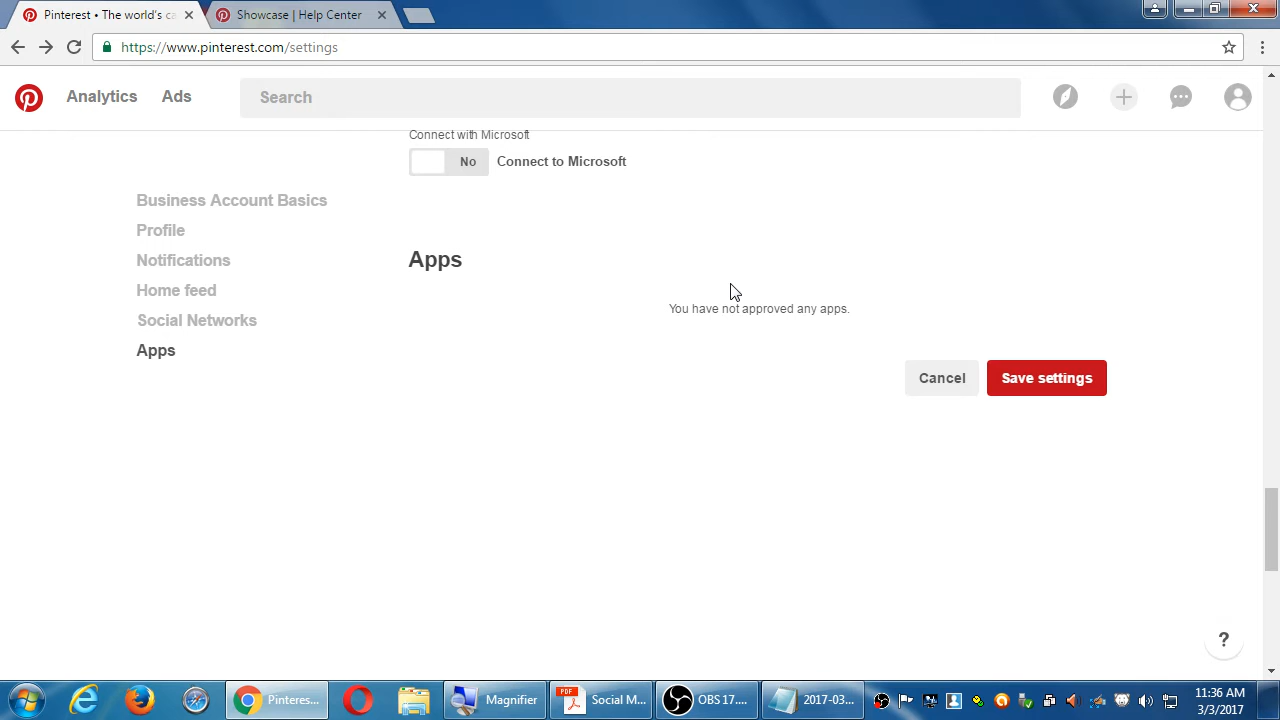 Pinterest • The world's ca
Showcase | Help Center
https://www.pinterest.com/settings
Analytics
Ads
Search
Connect with Microsoft
No
Connect to Microsoft
Business Account Basics
Profile
Notifications
Home feed
Social Networks
Apps
Apps
You have not approved any apps.
Cancel
Save settings
?
Pinteres...
Magnifier
PDF
Social M...
OBS 17....
2017-03...
11:36 AM
3/3/2017